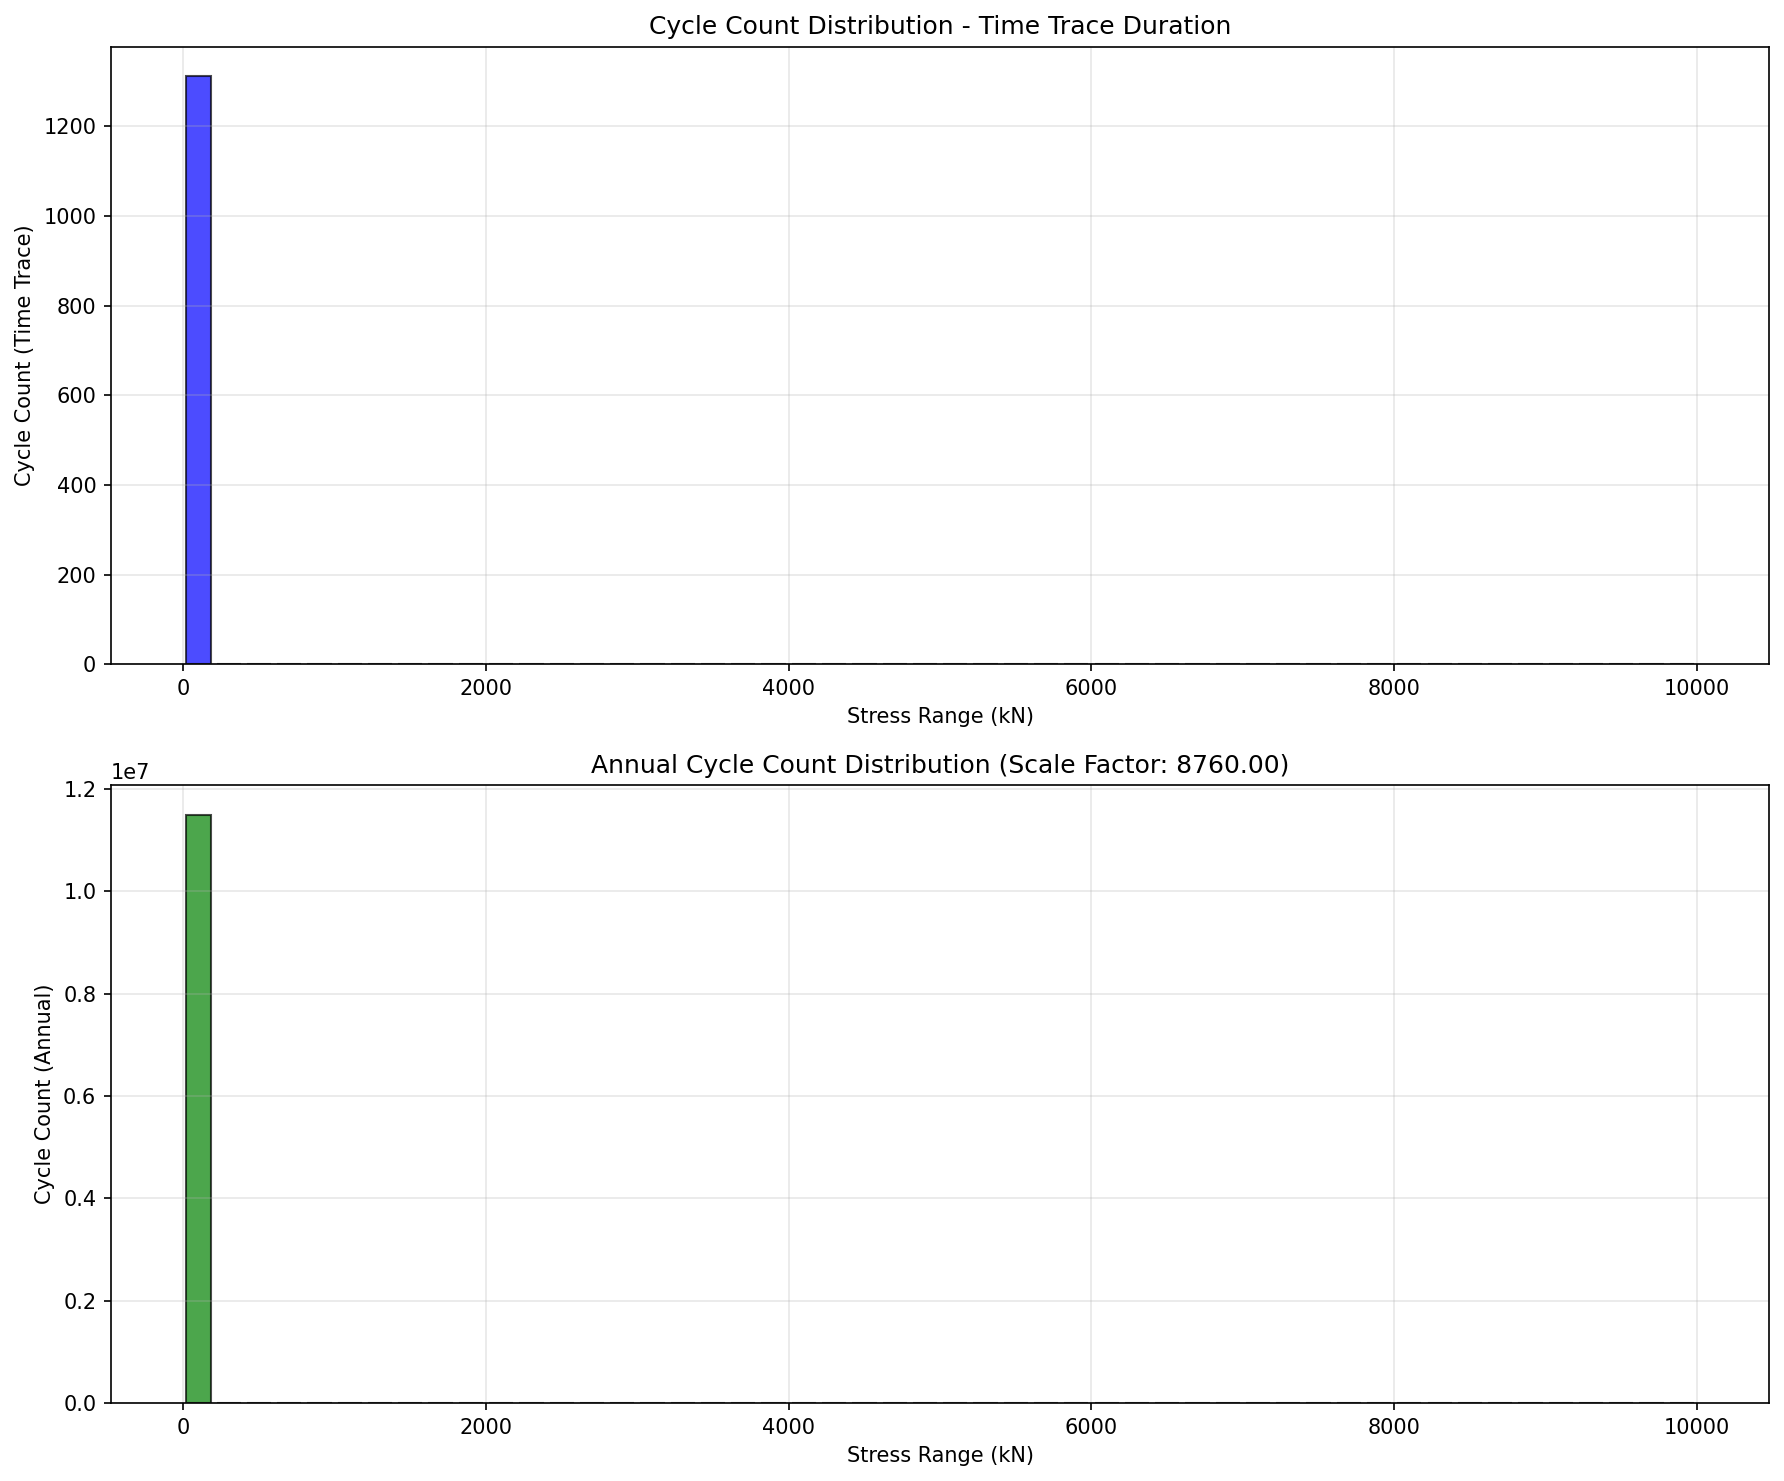 Cycle Count Distribution - Time Trace Duration
Cycle Count (Time Trace)
1200
1000
800
600
400
200
0
0 2000 4000 6000 8000 10000
Stress Range (kN)
Annual Cycle Count Distribution (Scale Factor: 8760.00)
1e7
Cycle Count (Annual)
1.2
1.0
0.8
0.6
0.4
0.2
0.0
0 2000 4000 6000 8000 10000
Stress Range (kN)